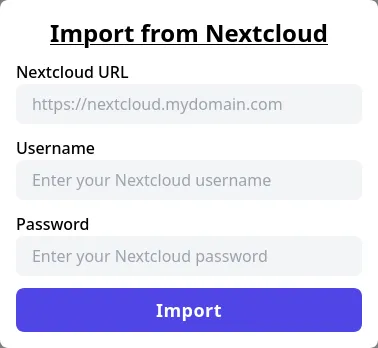 Import from Nextcloud
Nextcloud URL
https://nextcloud.mydomain.com
Username
Enter your Nextcloud username
Password
Enter your Nextcloud password
Import